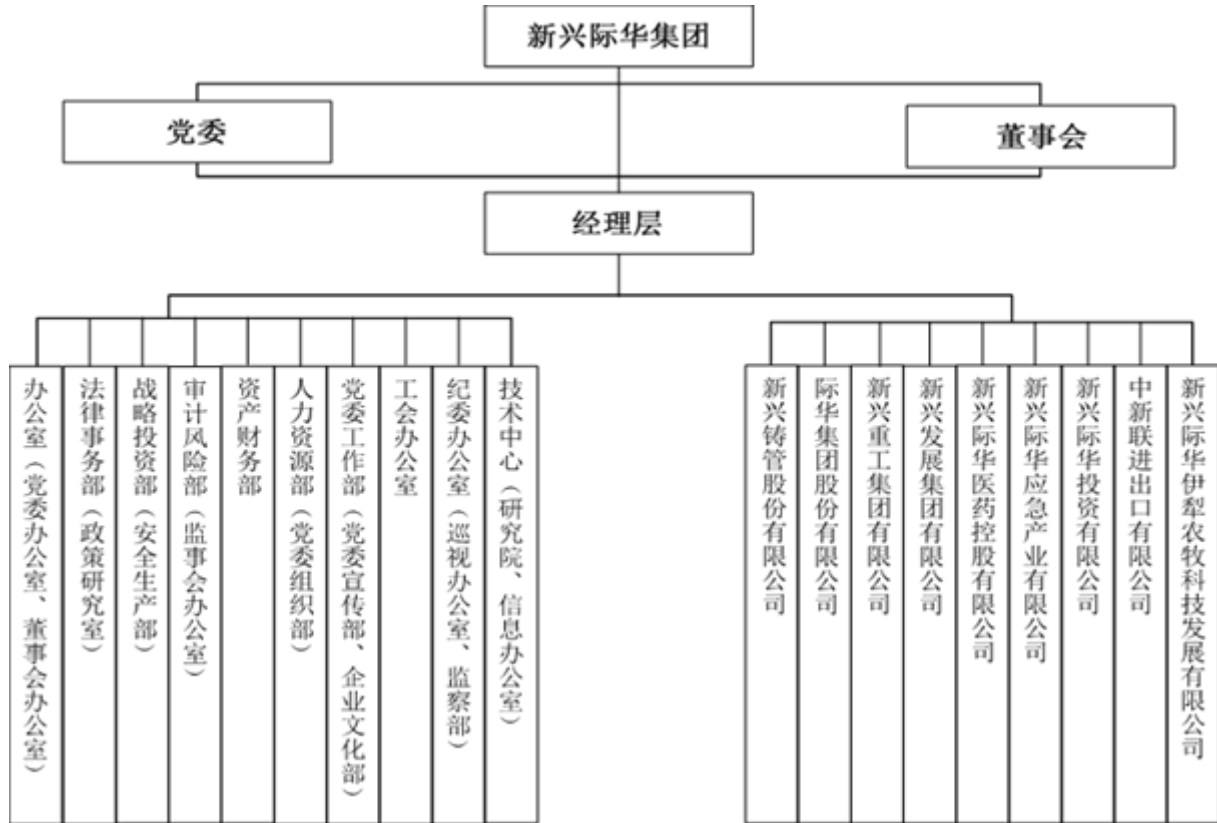 新兴际华集团
党委
董事会
经理层
办公室（党委办公室、董事会办公室）
法律事务部（政策研究室）
战略投资部（安全生产部）
审计风险部（监事会办公室）
资产财务部
人力资源部（党委组织部）
党委工作部（党委宣传部、企业文化部）
工会办公室
纪委办公室（巡视办公室、监察部）
技术中心（研究院、信息办公室）
新兴铸管股份有限公司
际华集团股份有限公司
新兴重工集团有限公司
新兴发展集团有限公司
新兴际华医药控股有限公司
新兴际华应急产业有限公司
新兴际华投资有限公司
中新联进出口有限公司
新兴际华伊犁农牧科技发展有限公司